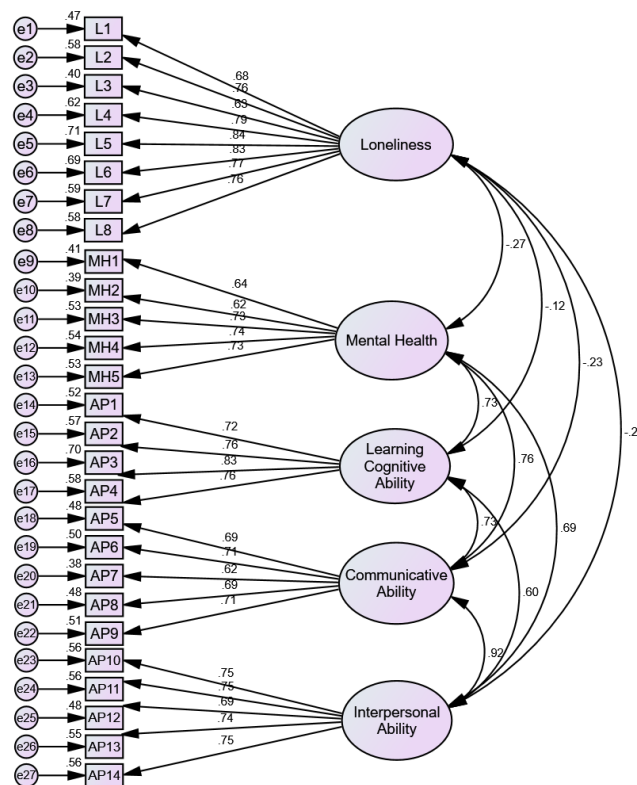 e1 .47 L1
e2 .58 L2
e3 .40 L3
e4 .62 L4
e5 .71 L5
e6 .69 L6
e7 .59 L7
e8 .58 L8
.68
.76
.63
.79
.84
.83
.77
.76
Loneliness
e9 .41 MH1
e10 .39 MH2
e11 .53 MH3
e12 .54 MH4
e13 .53 MH5
.64
.62
.73
.74
.73
Mental Health
e14 .52 AP1
e15 .57 AP2
e16 .70 AP3
e17 .58 AP4
.72
.76
.83
.76
Learning
Cognitive
Ability
e18 .48 AP5
e19 .50 AP6
e20 .38 AP7
e21 .48 AP8
e22 .51 AP9
.69
.71
.62
.69
.71
Communicative
Ability
e23 .56 AP10
e24 .56 AP11
e25 .48 AP12
e26 .55 AP13
e27 .56 AP14
.75
.75
.69
.74
.75
Interpersonal
Ability
-.27
-.12
-.23
-.2
.73
.76
.69
.73
.60
.92